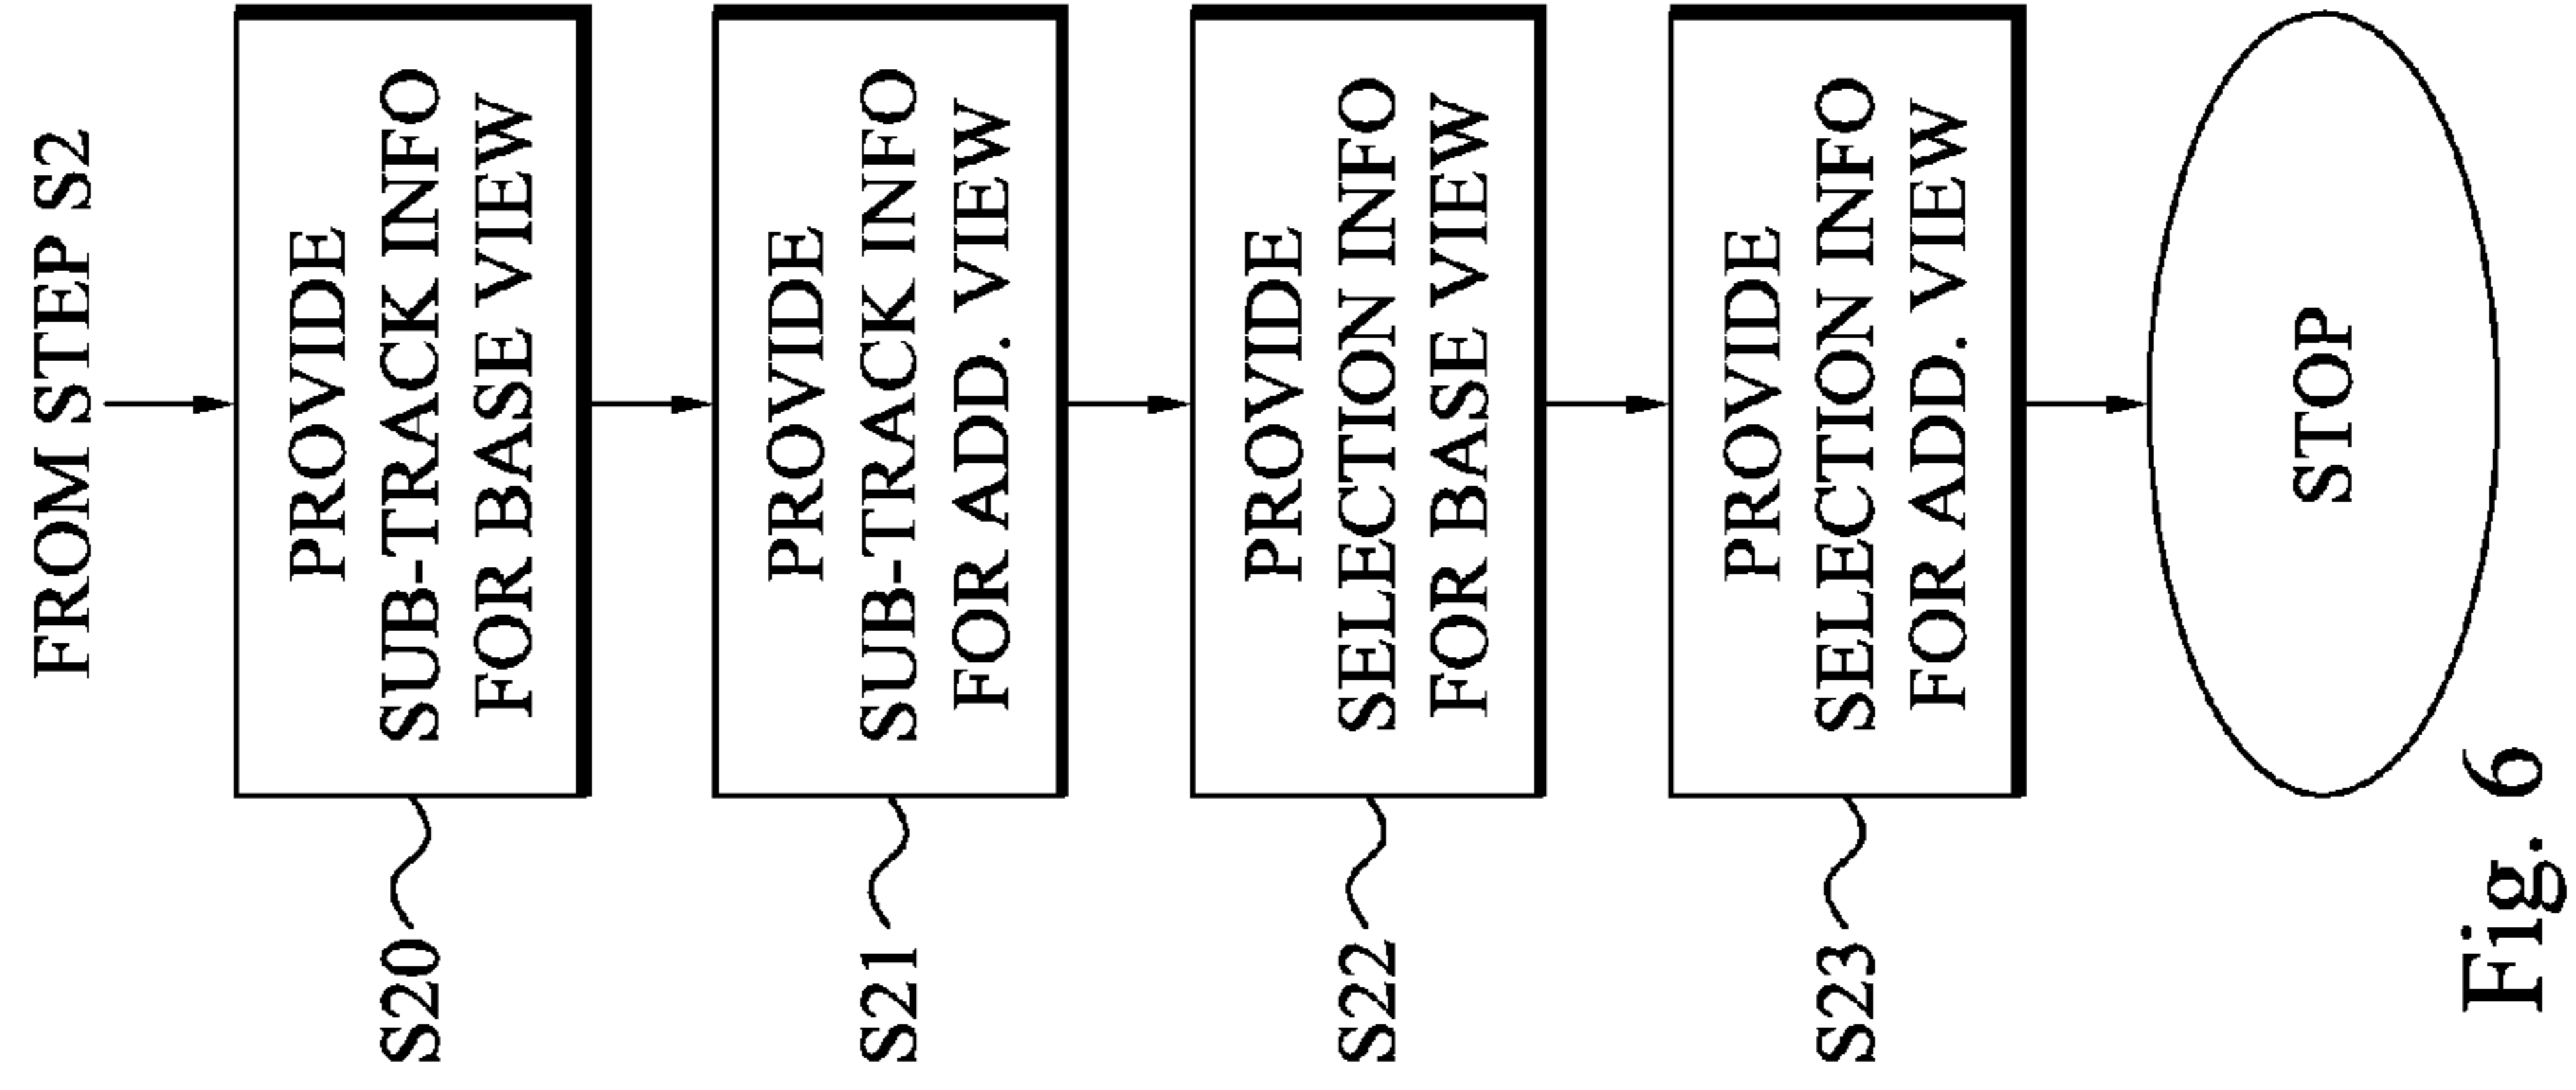 FROM STEP S2
S20
PROVIDE
SUB-TRACK INFO
FOR BASE VIEW
S21
PROVIDE
SUB-TRACK INFO
FOR ADD. VIEW
S22
PROVIDE
SELECTION INFO
FOR BASE VIEW
S23
PROVIDE
SELECTION INFO
FOR ADD. VIEW
STOP
Fig. 6